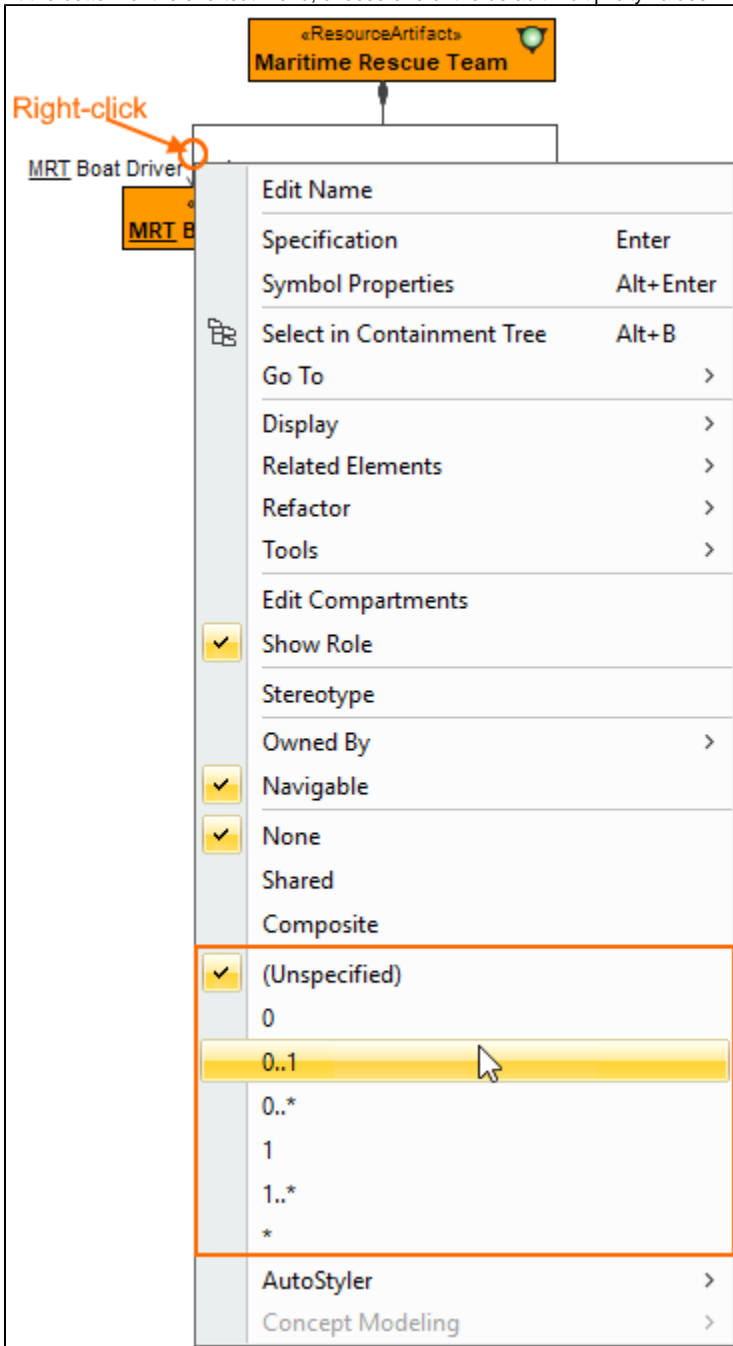 «ResourceArtifact»
Maritime Rescue Team
Right-click
MRT Boat Driver
MRT B
Edit Name
Specification Enter
Symbol Properties Alt+Enter
Select in Containment Tree Alt+B
Go To
Display
Related Elements
Refactor
Tools
Edit Compartments
Show Role
Stereotype
Owned By
Navigable
None
Shared
Composite
(Unspecified)
0
0..1
0..*
1
1..*
*
AutoStyler
Concept Modeling